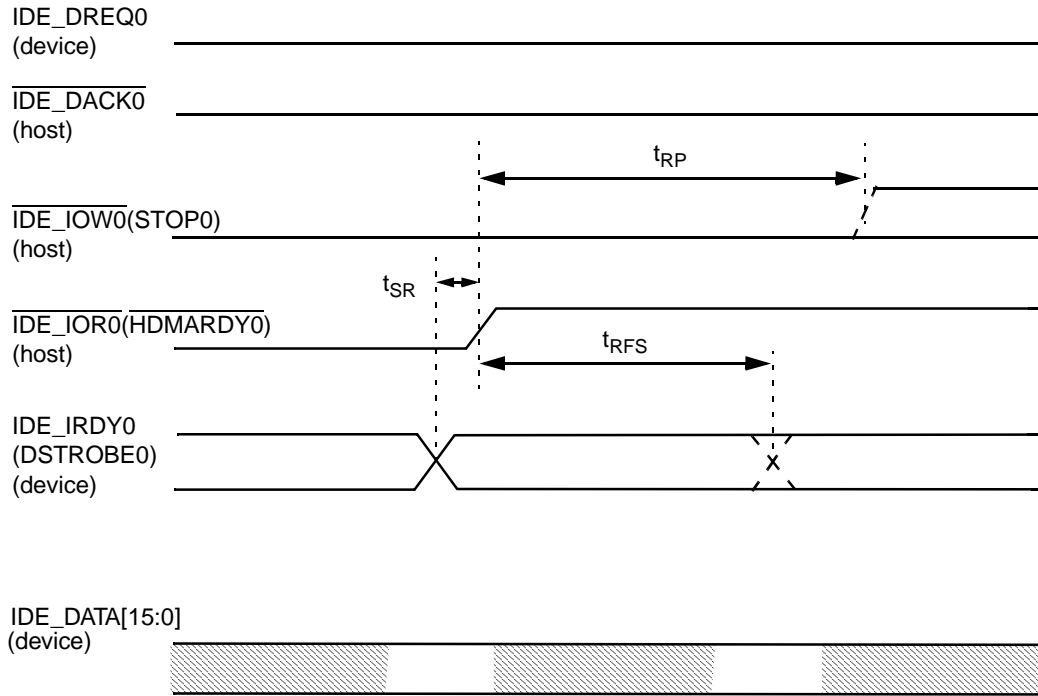 IDE_DREQ0
(device)
IDE_DACK0
(host)
tRP
IDE_IOW0(STOP0)
(host)
tSR
IDE_IOR0(HDMARDY0)
(host)
tRFS
IDE_IRDY0
(DSTROBE0)
(device)
IDE_DATA[15:0]
(device)